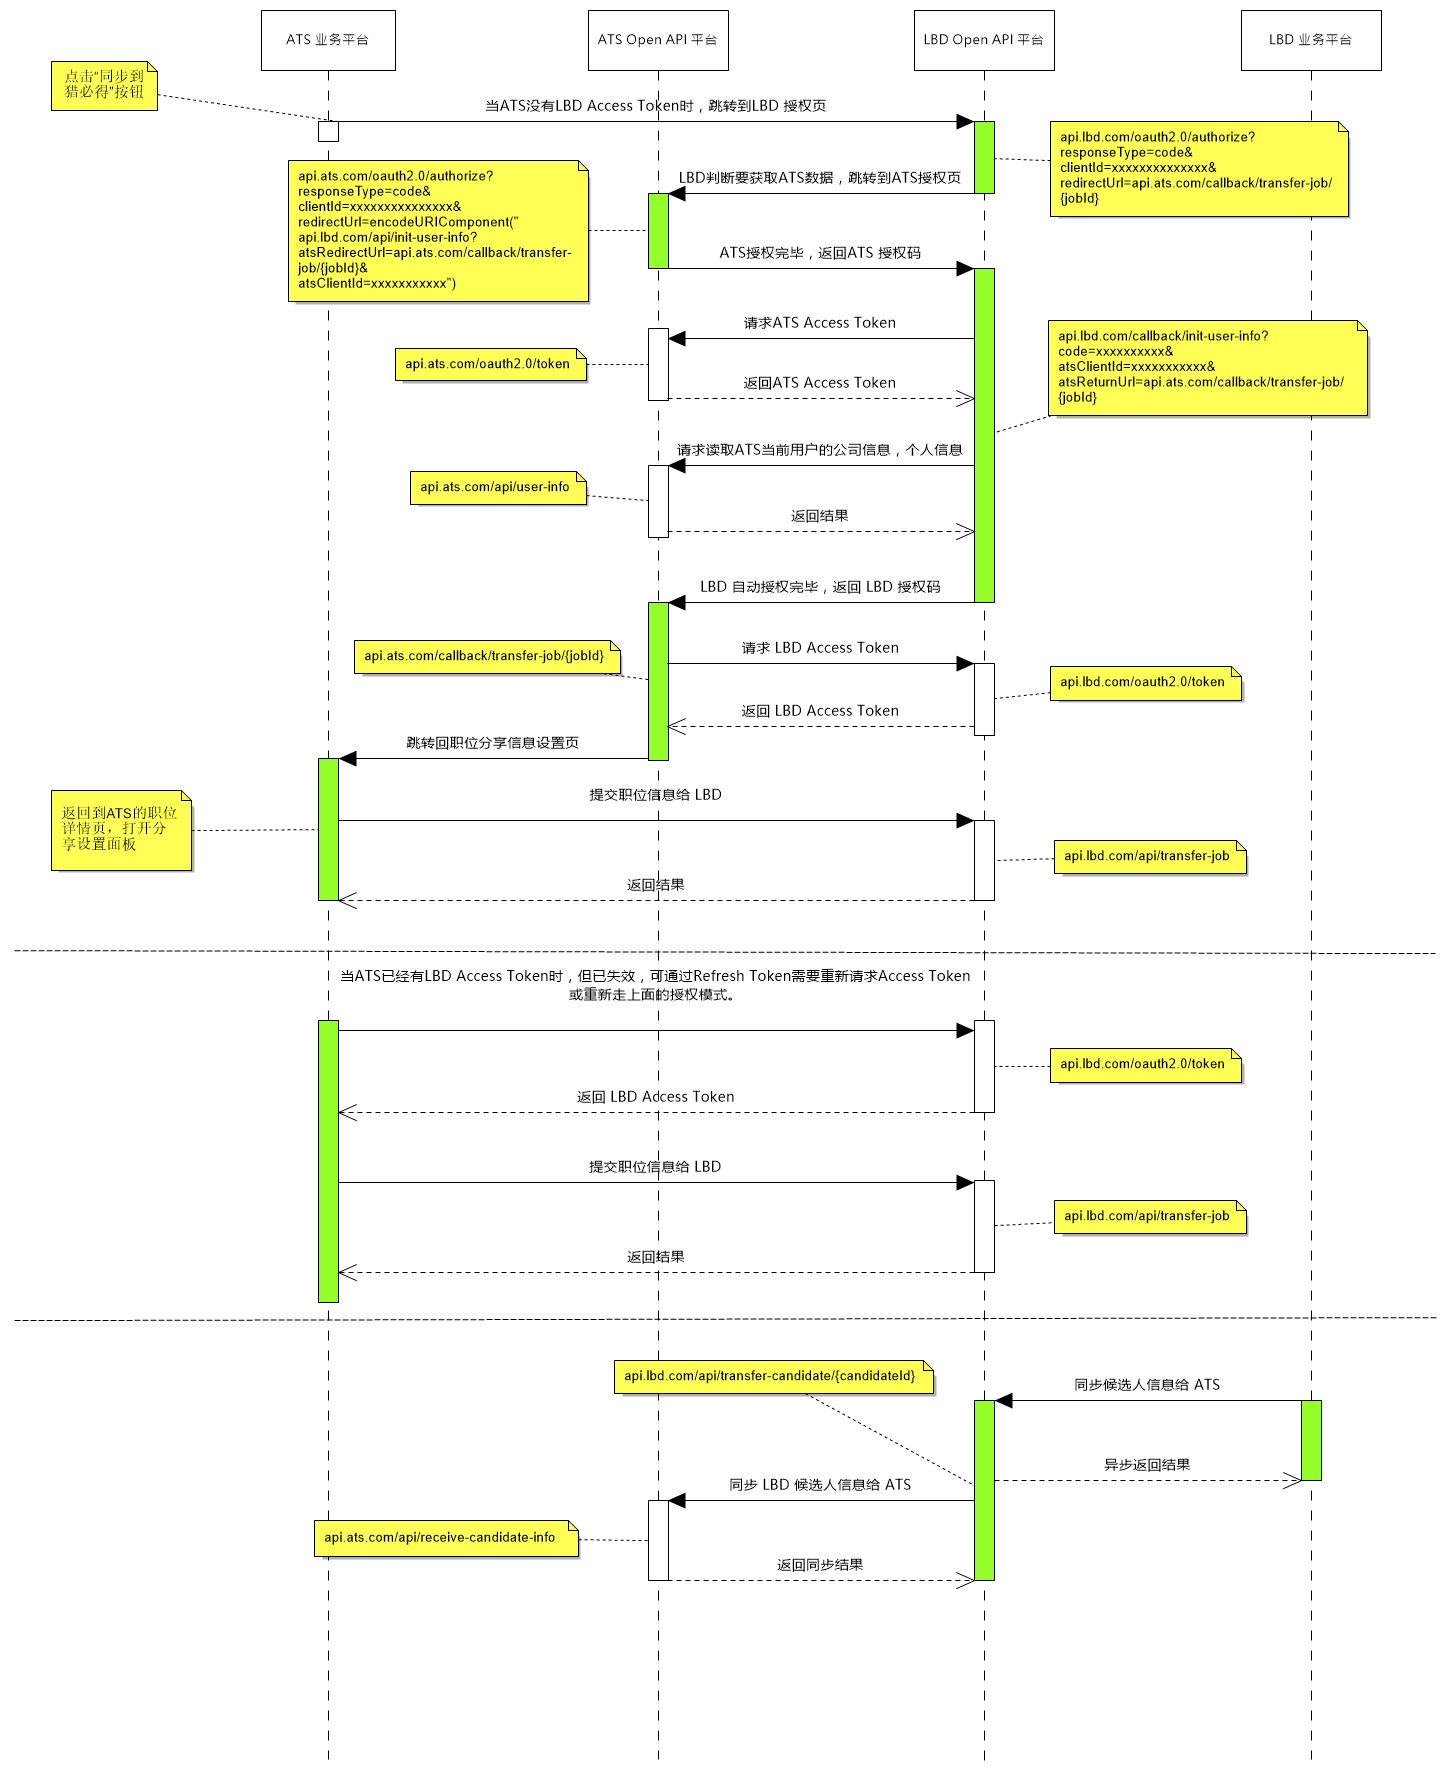 ATS 业务平台
ATS Open API 平台
LBD Open API 平台
LBD 业务平台
点击“同步到
猎必得”按钮
当ATS没有LBD Access Token时，跳转到LBD 授权页
api.lbd.com/oauth2.0/authorize?
responseType=code&
clientId=xxxxxxxxxxxxxx&
redirectUrl=api.ats.com/callback/transfer-job/
{jobId}
LBD判断要获取ATS数据，跳转到ATS授权页
api.ats.com/oauth2.0/authorize?
responseType=code&
clientId=xxxxxxxxxxxxxxx&
redirectUrl=encodeURIComponent("
api.lbd.com/api/init-user-info?
atsRedirectUrl=api.ats.com/callback/transfer-
job/{jobId}&
atsClientId=xxxxxxxxxxx")
ATS授权完毕，返回ATS 授权码
请求ATS Access Token
api.lbd.com/callback/init-user-info?
code=xxxxxxxxxx&
atsClientId=xxxxxxxxxxx&
atsReturnUrl=api.ats.com/callback/transfer-job/
{jobId}
api.ats.com/oauth2.0/token
返回ATS Access Token
请求读取ATS当前用户的公司信息，个人信息
api.ats.com/api/user-info
返回结果
LBD 自动授权完毕，返回 LBD 授权码
api.ats.com/callback/transfer-job/{jobId}
请求 LBD Access Token
api.lbd.com/oauth2.0/token
返回 LBD Access Token
跳转回职位分享信息设置页
提交职位信息给 LBD
返回到ATS的职位
详情页，打开分
享设置面板
api.lbd.com/api/transfer-job
返回结果
当ATS已经有LBD Access Token时，但已失效，可通过Refresh Token需要重新请求Access Token
或重新走上面的授权模式。
api.lbd.com/oauth2.0/token
返回 LBD Access Token
提交职位信息给 LBD
api.lbd.com/api/transfer-job
返回结果
api.lbd.com/api/transfer-candidate/{candidateId}
同步候选人信息给 ATS
异步返回结果
同步 LBD 候选人信息给 ATS
api.ats.com/api/receive-candidate-info
返回同步结果